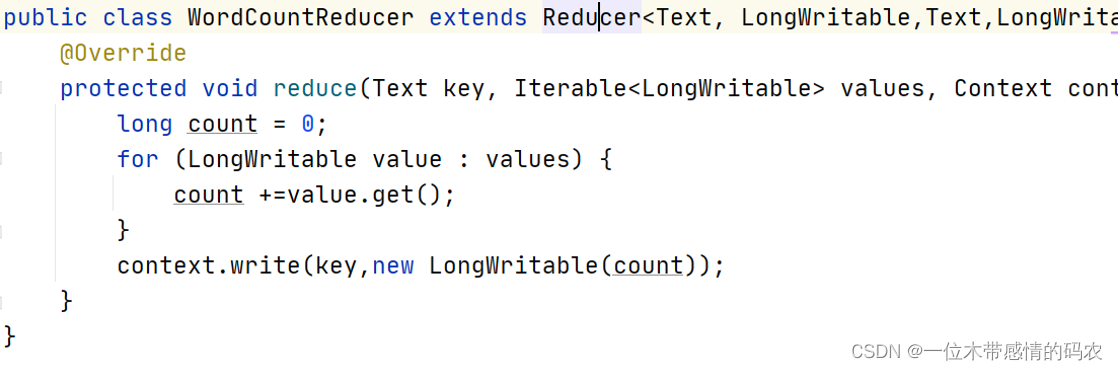 public class WordCountReducer extends Reducer<Text, LongWritable,Text,LongWrita
@Override
protected void reduce(Text key, Iterable<LongWritable> values, Context cont
long count = 0;
for (LongWritable value : values) {
count +=value.get();
}
context.write(key,new LongWritable(count));
}
}
CSDN @一位木带感情的码农